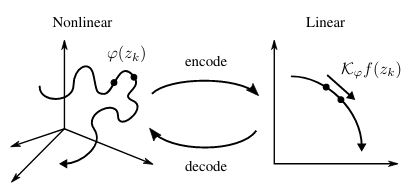 Nonlinear
Linear
φ(z_k)
encode
𝒦_φ f(z_k)
decode